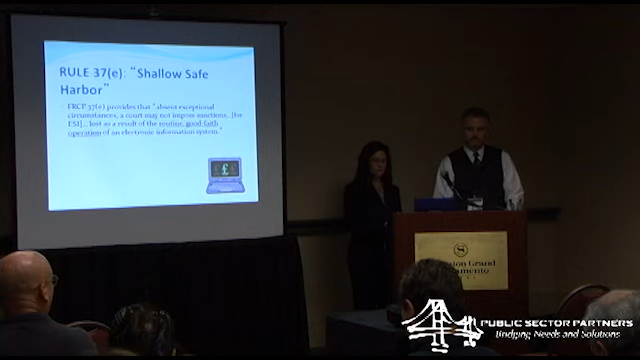 RULE 37(e): “Shallow Safe
Harbor”
FRCP 37(e) provides that “absent exceptional
circumstances, a court may not impose sanctions...[for
ESI]... lost as a result of the routine, good-faith
operation of an electronic information system.”
Grand
PUBLIC SECTOR PARTNERS
Bridging Needs and Solutions